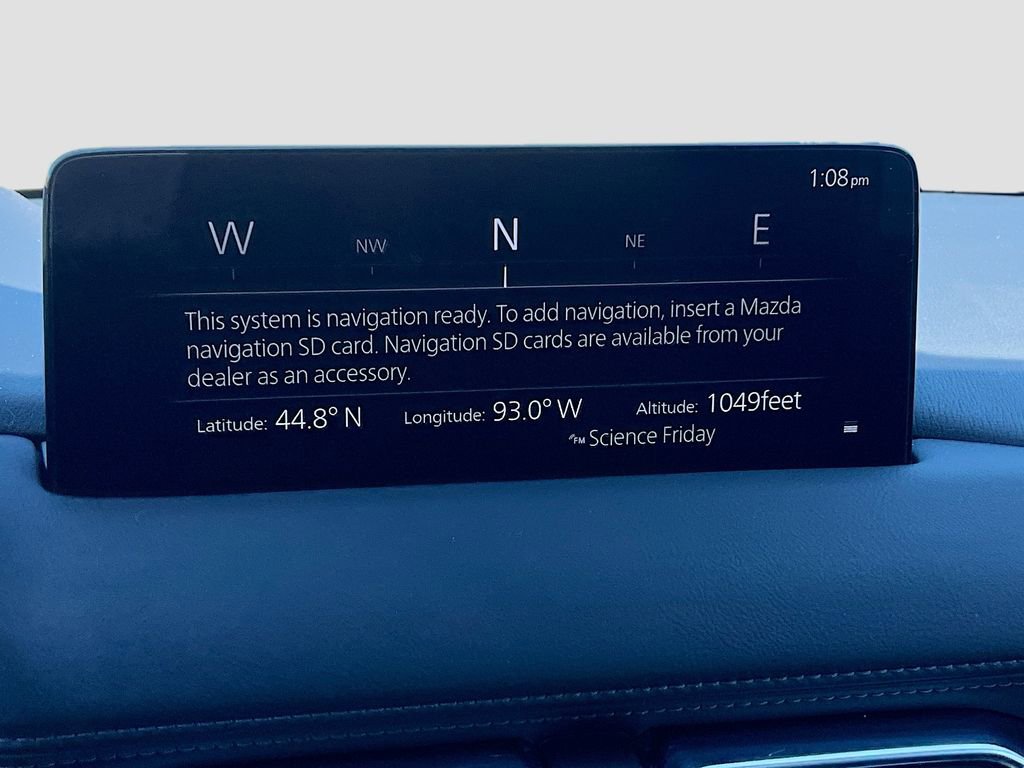 1:08 pm
W NW N NE E
This system is navigation ready. To add navigation, insert a Mazda
navigation SD card. Navigation SD cards are available from your
dealer as an accessory.
Latitude: 44.8° N Longitude: 93.0° W Altitude: 1049feet
FM Science Friday